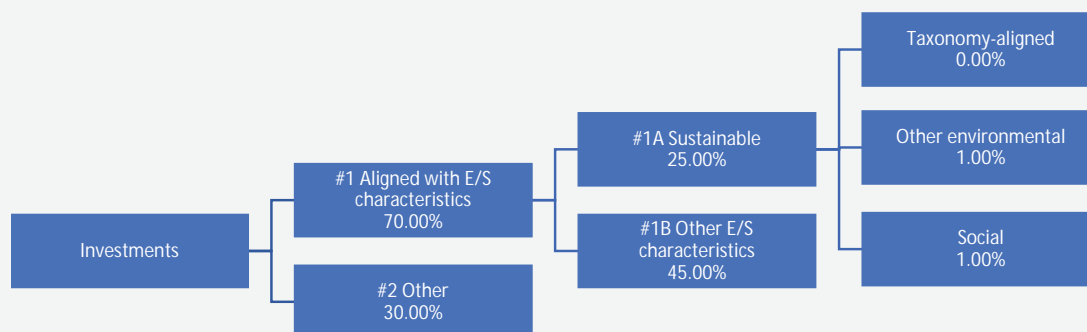 Investments
#1 Aligned with E/S
characteristics
70.00%
#2 Other
30.00%
#1A Sustainable
25.00%
#1B Other E/S
characteristics
45.00%
Taxonomy-aligned
0.00%
Other environmental
1.00%
Social
1.00%